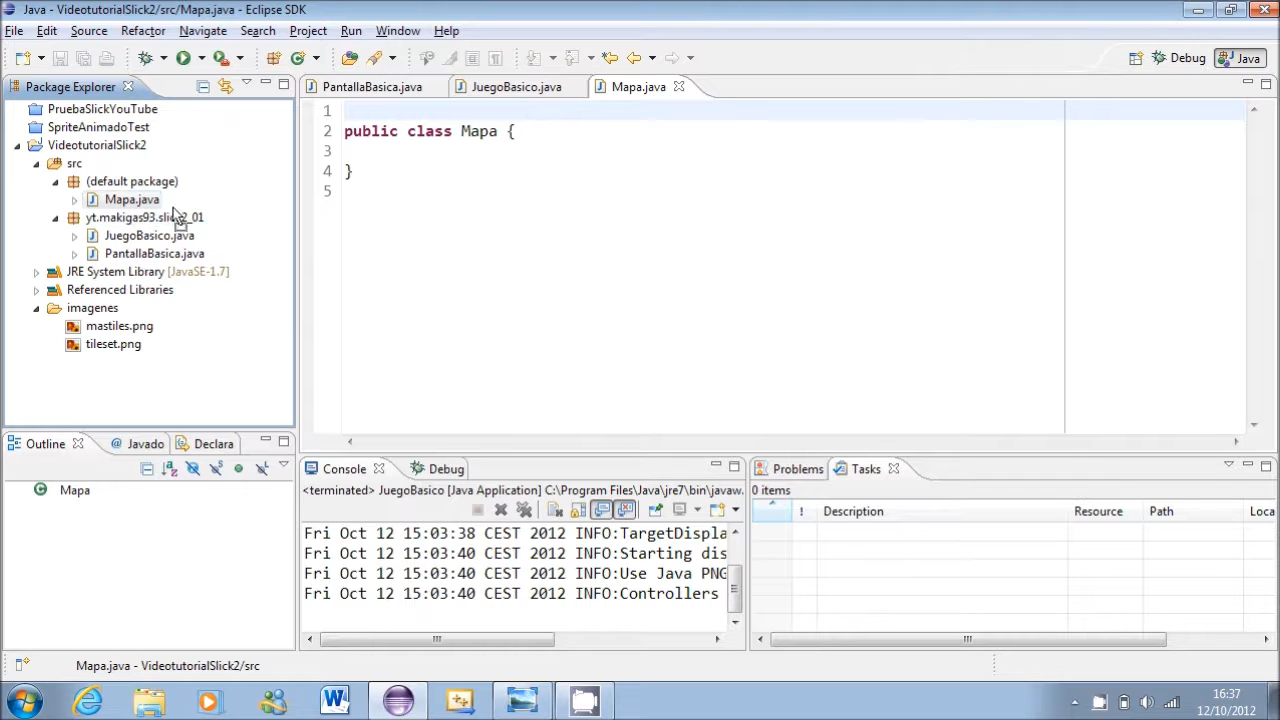 Java - VideotutorialSlick2/src/Mapa.java - Eclipse SDK
File Edit Source Refactor Navigate Search Project Run Window Help
Debug Java
Package Explorer
PantallaBasica.java JuegoBasico.java Mapa.java
PruebaSlickYouTube
SpriteAnimadoTest
VideotutorialSlick2
src
(default package)
Mapa.java
JuegoBasico.java
PantallaBasica.java
JRE System Library [JavaSE-1.7]
Referenced Libraries
imagenes
mastiles.png
tileset.png
1
2 public class Mapa {
3
4 }
5
Outline Javado Declara
Mapa
Console Debug
<terminated> JuegoBasico [Java Application] C:\Program Files\Java\jre7\bin\javaw.
Fri Oct 12 15:03:38 CEST 2012 INFO:TargetDispla
Fri Oct 12 15:03:40 CEST 2012 INFO:Starting dis
Fri Oct 12 15:03:40 CEST 2012 INFO:Use Java PNG
Fri Oct 12 15:03:40 CEST 2012 INFO:Controllers
Problems Tasks
0 items
! Description Resource Path Loca
Mapa.java - VideotutorialSlick2/src
16:37
12/10/2012